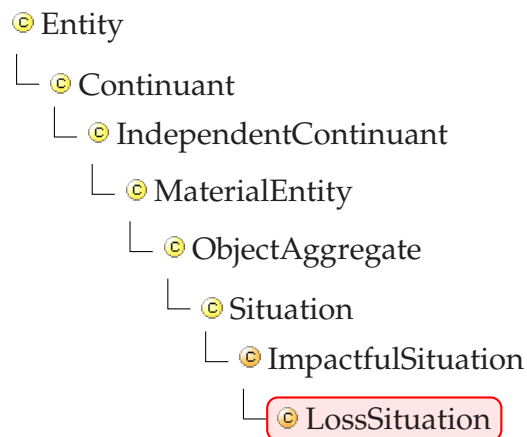 © Entity
© Continuant
© IndependentContinuant
© MaterialEntity
© ObjectAggregate
© Situation
© ImpactfulSituation
© LossSituation